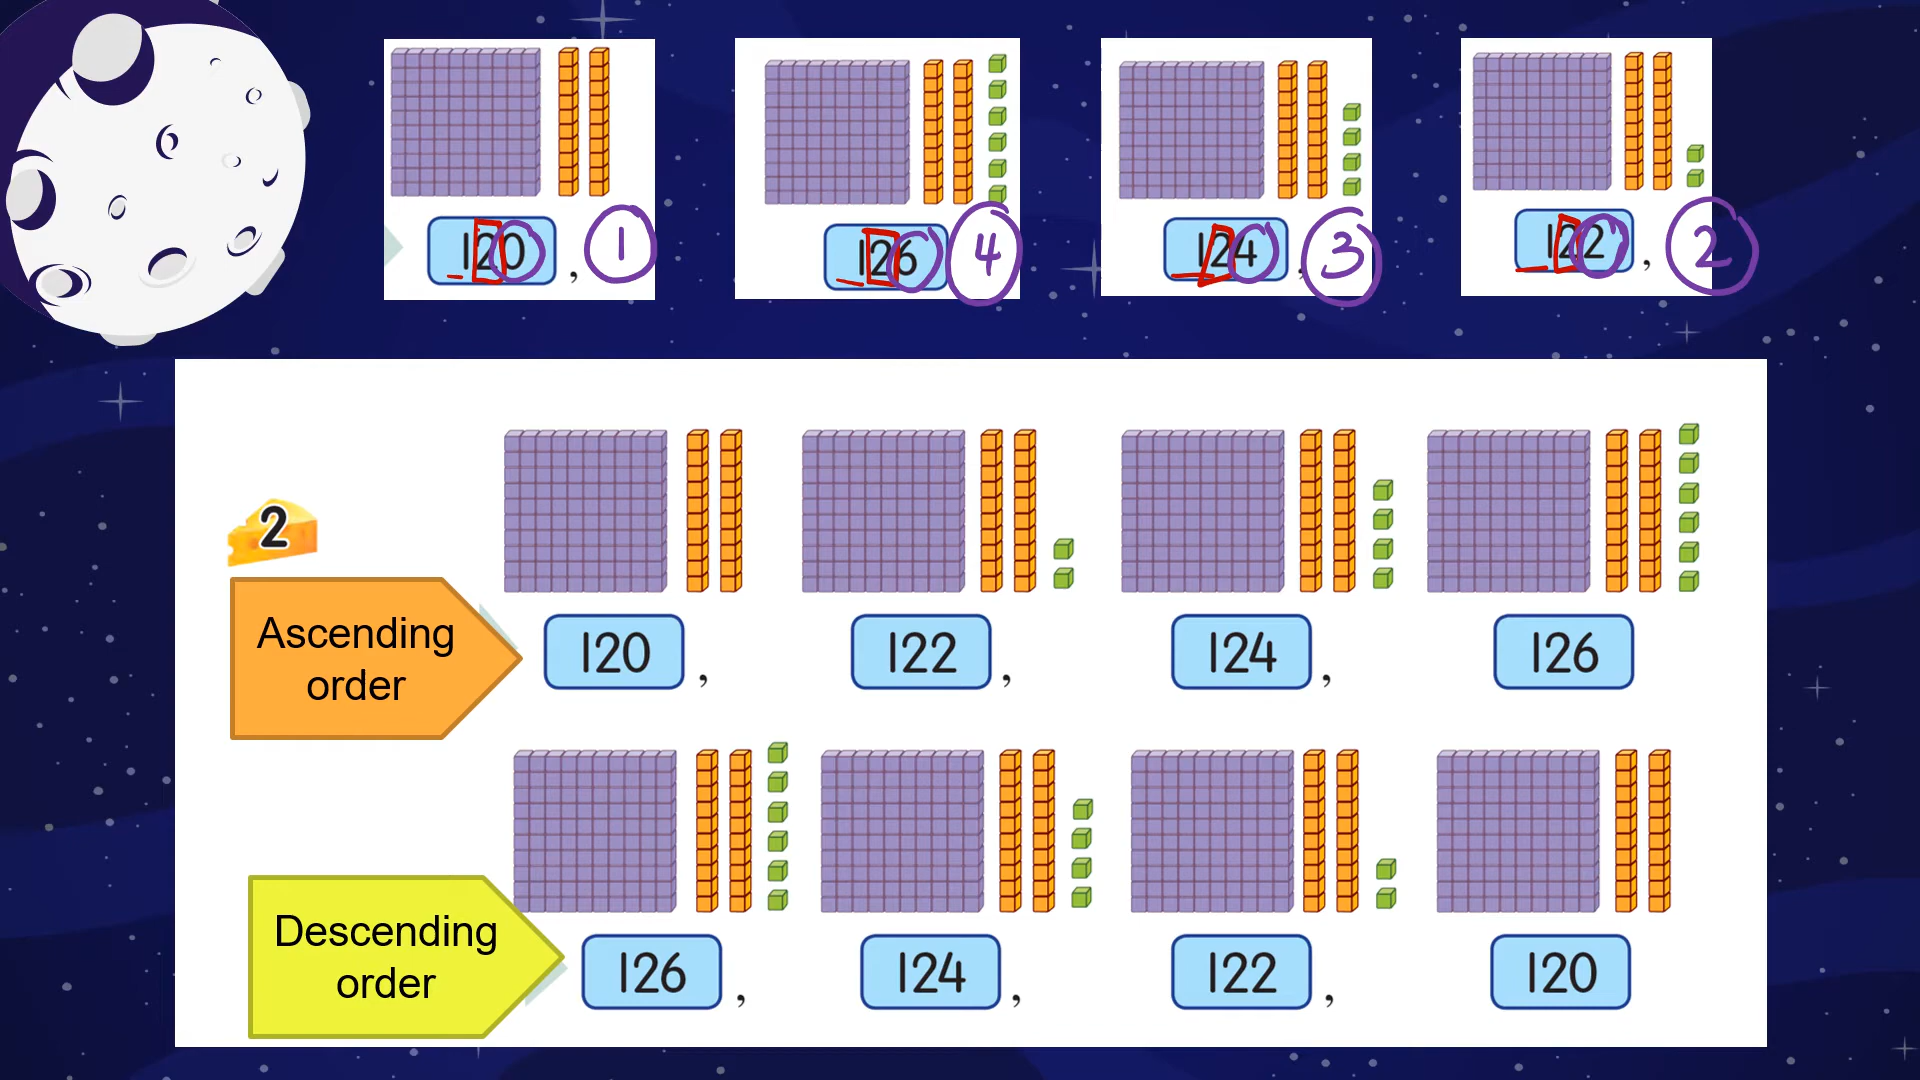 120 , 1
126 4
124 , 3
122 , 2
2
Ascending
order
120 , 122 , 124 , 126
Descending
order
126 , 124 , 122 , 120